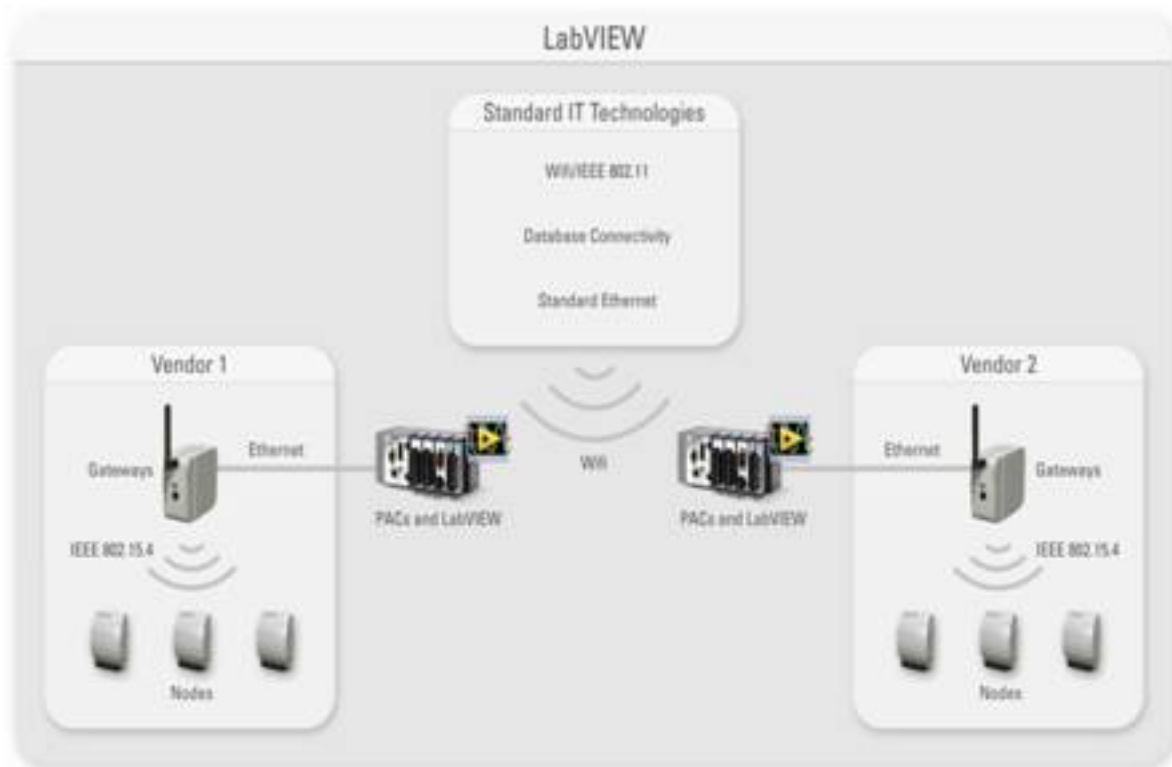 LabVIEW
Standard IT Technologies
Wifi/IEEE 802.11
Database Connectivity
Standard Ethernet
Vendor 1
Gateways
Ethernet
IEEE 802.15.4
Nodes
PACs and LabVIEW
Wifi
PACs and LabVIEW
Vendor 2
Ethernet
Gateways
IEEE 802.15.4
Nodes